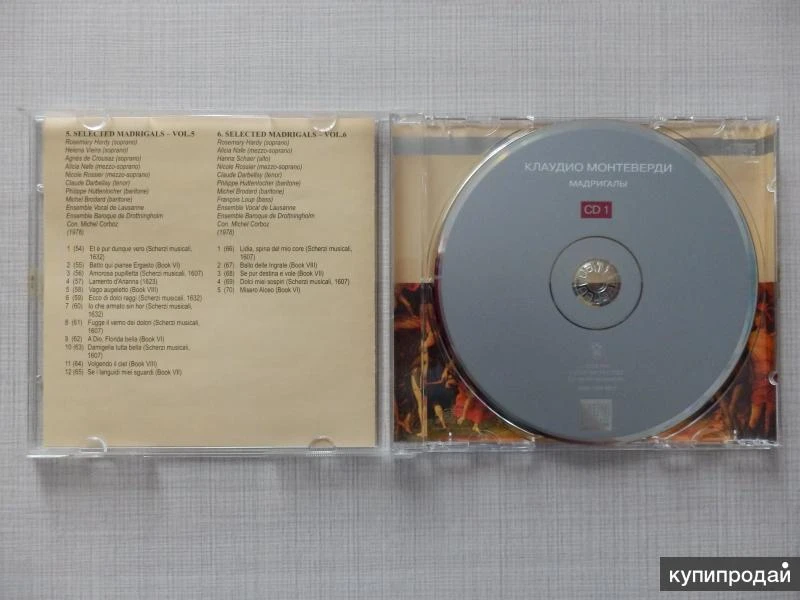 5. SELECTED MADRIGALS – VOL.5
Rosemary Hardy (soprano)
Helena Vieira (soprano)
Agnès de Crousaz (soprano)
Alicia Nafe (mezzo-soprano)
Nicole Rossier (mezzo-soprano)
Claude Darbellay (tenor)
Philippe Huttenlocher (baritone)
Michel Brodard (baritone)
Ensemble Vocal de Lausanne
Ensemble Baroque de Drottningholm
Con. Michel Corboz
(1978)
1 (54) Et è pur dunque vero (Scherzi musicali,
1632)
2 (55) Batto qui pianse Ergasto (Book VI)
3 (56) Amorosa pupilletta (Scherzi musicali, 1607)
4 (57) Lamento d'Arianna (1623)
5 (58) Vago augeletto (Book VIII)
6 (59) Ecco di dolci raggi (Scherzi musicali, 1632)
7 (60) Io che armato sin hor (Scherzi musicali,
8 (61) Fugge il verno dei dolori (Scherzi musicali,
1607)
9 (62) A Dio, Florida bella (Book VI)
10 (63) Damigella tutta bella (Scherzi musicali,
1607)
11 (64) Volgendo il ciel (Book VIII)
12 (65) Se i languidi miei sguardi (Book VII)
6. SELECTED MADRIGALS – VOL.6
Rosemary Hardy (soprano)
Alicia Nafe (mezzo-soprano)
Hanna Schaer (alto)
Nicole Rossier (mezzo-soprano)
Claude Darbellay (tenor)
Philippe Huttenlocher (baritone)
Michel Brodard (baritone)
François Loup (bass)
Ensemble Vocal de Lausanne
Ensemble Baroque de Drottningholm
Con. Michel Corboz
(1978)
1 (66) Lidia, spina del mio core (Scherzi musicali,
1607)
2 (67) Ballo delle Ingrate (Book VIII)
3 (68) Se pur destina e vole (Book VII)
4 (69) Dolci miei sospiri (Scherzi musicali, 1607)
5 (70) Misero Alceo (Book VI)
КЛАУДИО МОНТЕВЕРДИ
МАДРИГАЛЫ
CD 1
купипродай